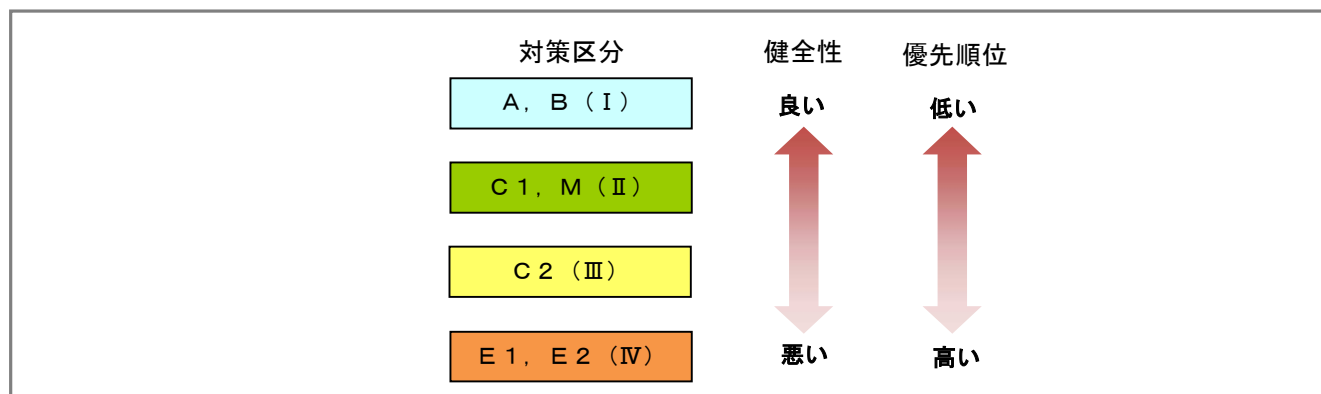 対策区分 健全性 優先順位
A, B (Ⅰ) 良い 低い
C1, M (Ⅱ)
C2 (Ⅲ)
E1, E2 (Ⅳ) 悪い 高い